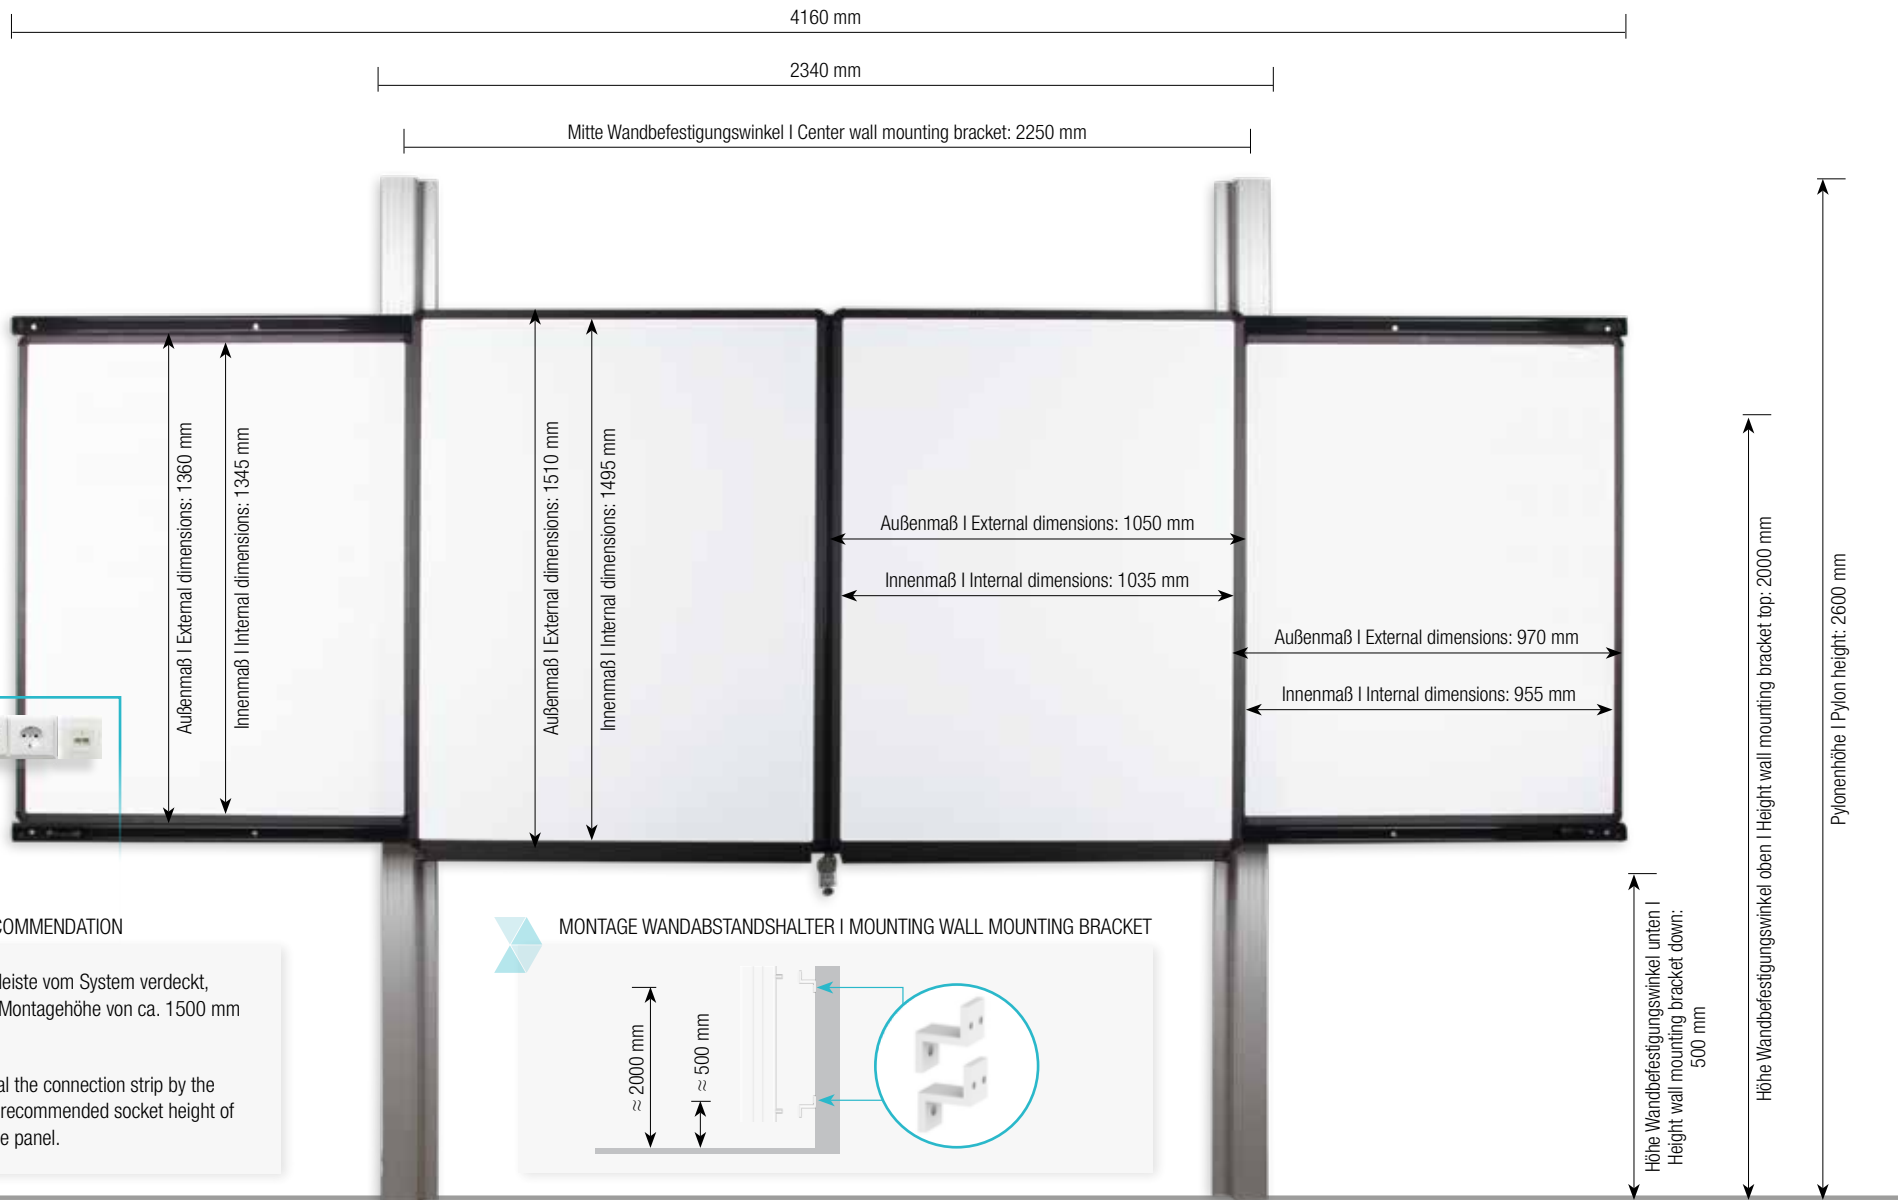 4160 mm
2340 mm
Mitte Wandbefestigungswinkel I Center wall mounting bracket: 2250 mm
Außenmaß I External dimensions: 1360 mm
Innenmaß I Internal dimensions: 1345 mm
Außenmaß I External dimensions: 1510 mm
Innenmaß I Internal dimensions: 1495 mm
Außenmaß I External dimensions: 1050 mm
Innenmaß I Internal dimensions: 1035 mm
Außenmaß I External dimensions: 970 mm
Innenmaß I Internal dimensions: 955 mm
Höhe Wandbefestigungswinkel unten I
Height wall mounting bracket down:
500 mm
Höhe Wandbefestigungswinkel oben I Height wall mounting bracket top: 2000 mm
Pylonenhöhe I Pylon height: 2600 mm
COMMENDATION
leiste vom System verdeckt,
Montagehöhe von ca. 1500 mm
al the connection strip by the
recommended socket height of
e panel.
MONTAGE WANDABSTANDSHALTER I MOUNTING WALL MOUNTING BRACKET
≈ 2000 mm
≈ 500 mm